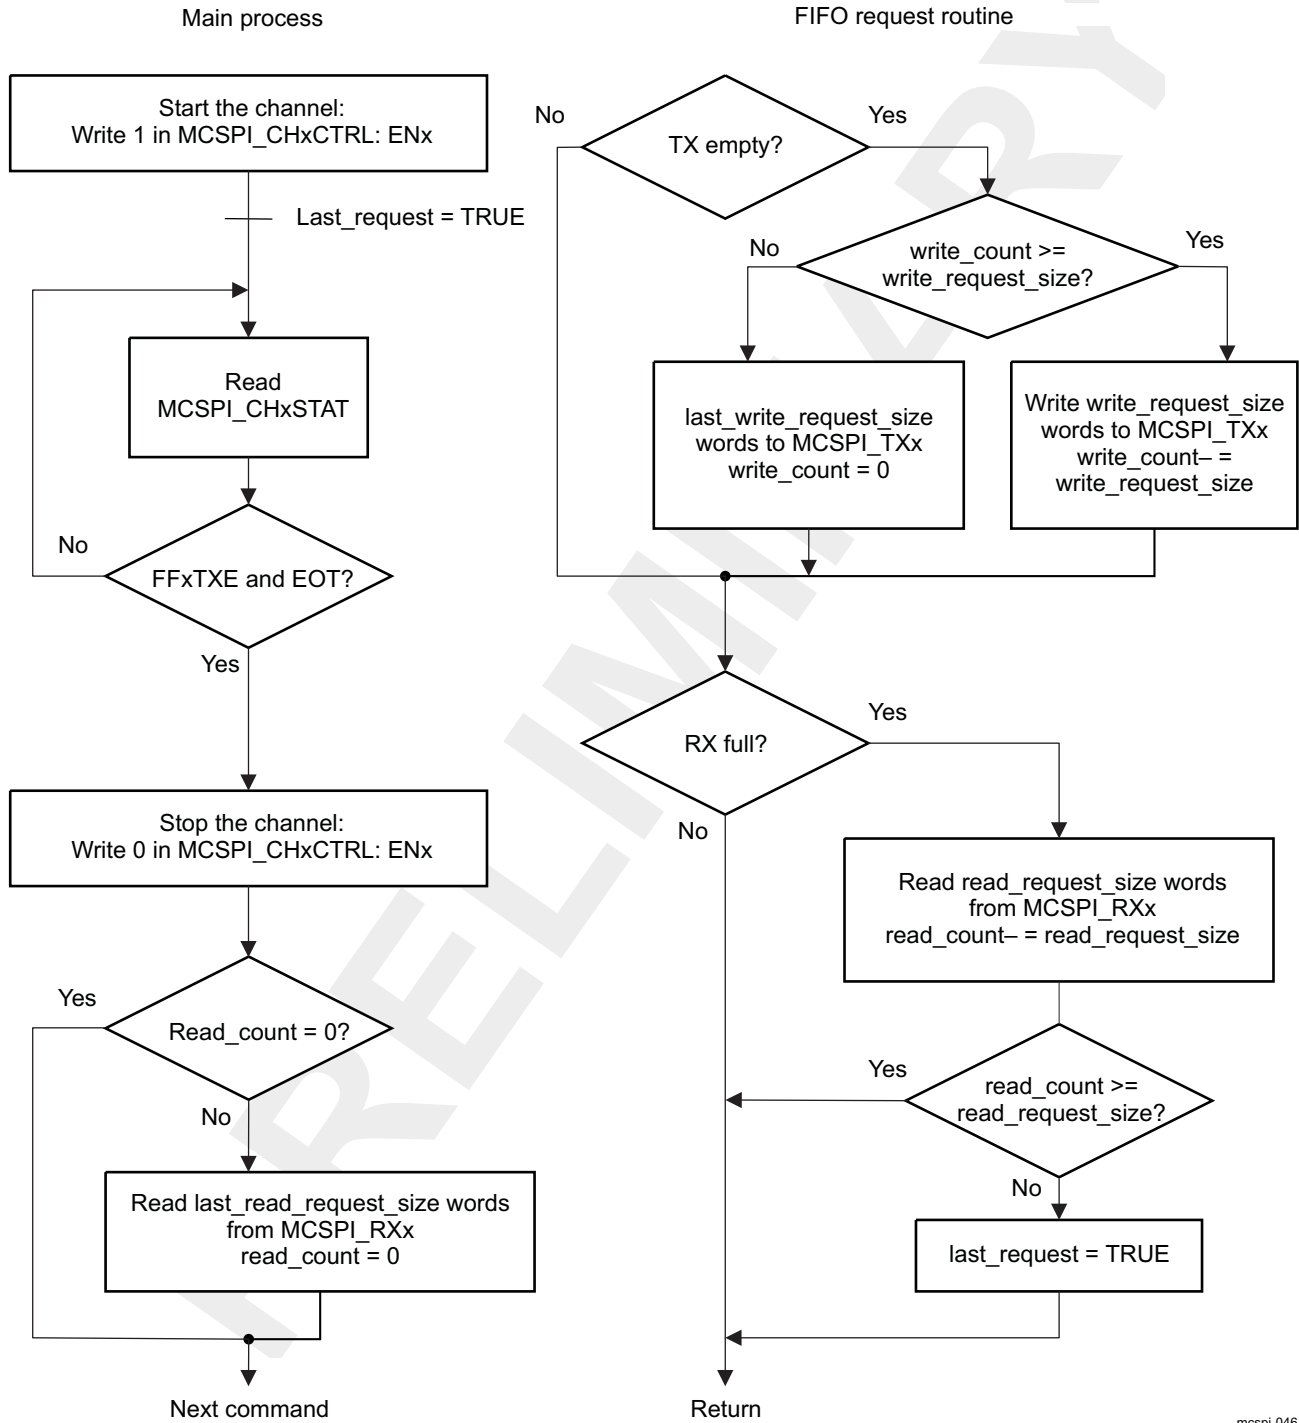 Main process
FIFO request routine
Start the channel:
Write 1 in MCSPI_CHxCTRL: ENx
Last_request = TRUE
Read
MCSPI_CHxSTAT
No
FFxTXE and EOT?
Yes
Stop the channel:
Write 0 in MCSPI_CHxCTRL: ENx
Yes
Read_count = 0?
No
Read last_read_request_size words
from MCSPI_RXx
read_count = 0
Next command
No
TX empty?
Yes
No
write_count >=
write_request_size?
Yes
last_write_request_size
words to MCSPI_TXx
write_count = 0
Write write_request_size
words to MCSPI_TXx
write_count– =
write_request_size
RX full?
Yes
No
Read read_request_size words
from MCSPI_RXx
read_count– = read_request_size
Yes
read_count >=
read_request_size?
No
last_request = TRUE
Return
mcspi-046
PRELIMINARY